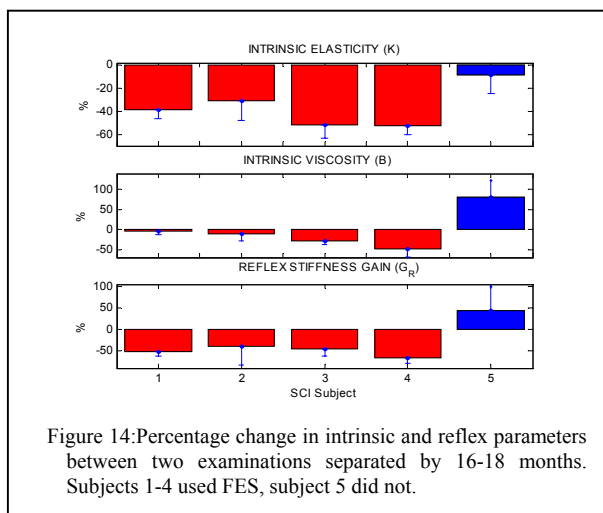 INTRINSIC ELASTICITY (K)
0
-20
-40
-60
%
INTRINSIC VISCOSITY (B)
100
50
0
-50
%
REFLEX STIFFNESS GAIN (G_R)
100
50
0
-50
%
1 2 3 4 5
SCI Subject
Figure 14:Percentage change in intrinsic and reflex parameters
between two examinations separated by 16-18 months.
Subjects 1-4 used FES, subject 5 did not.